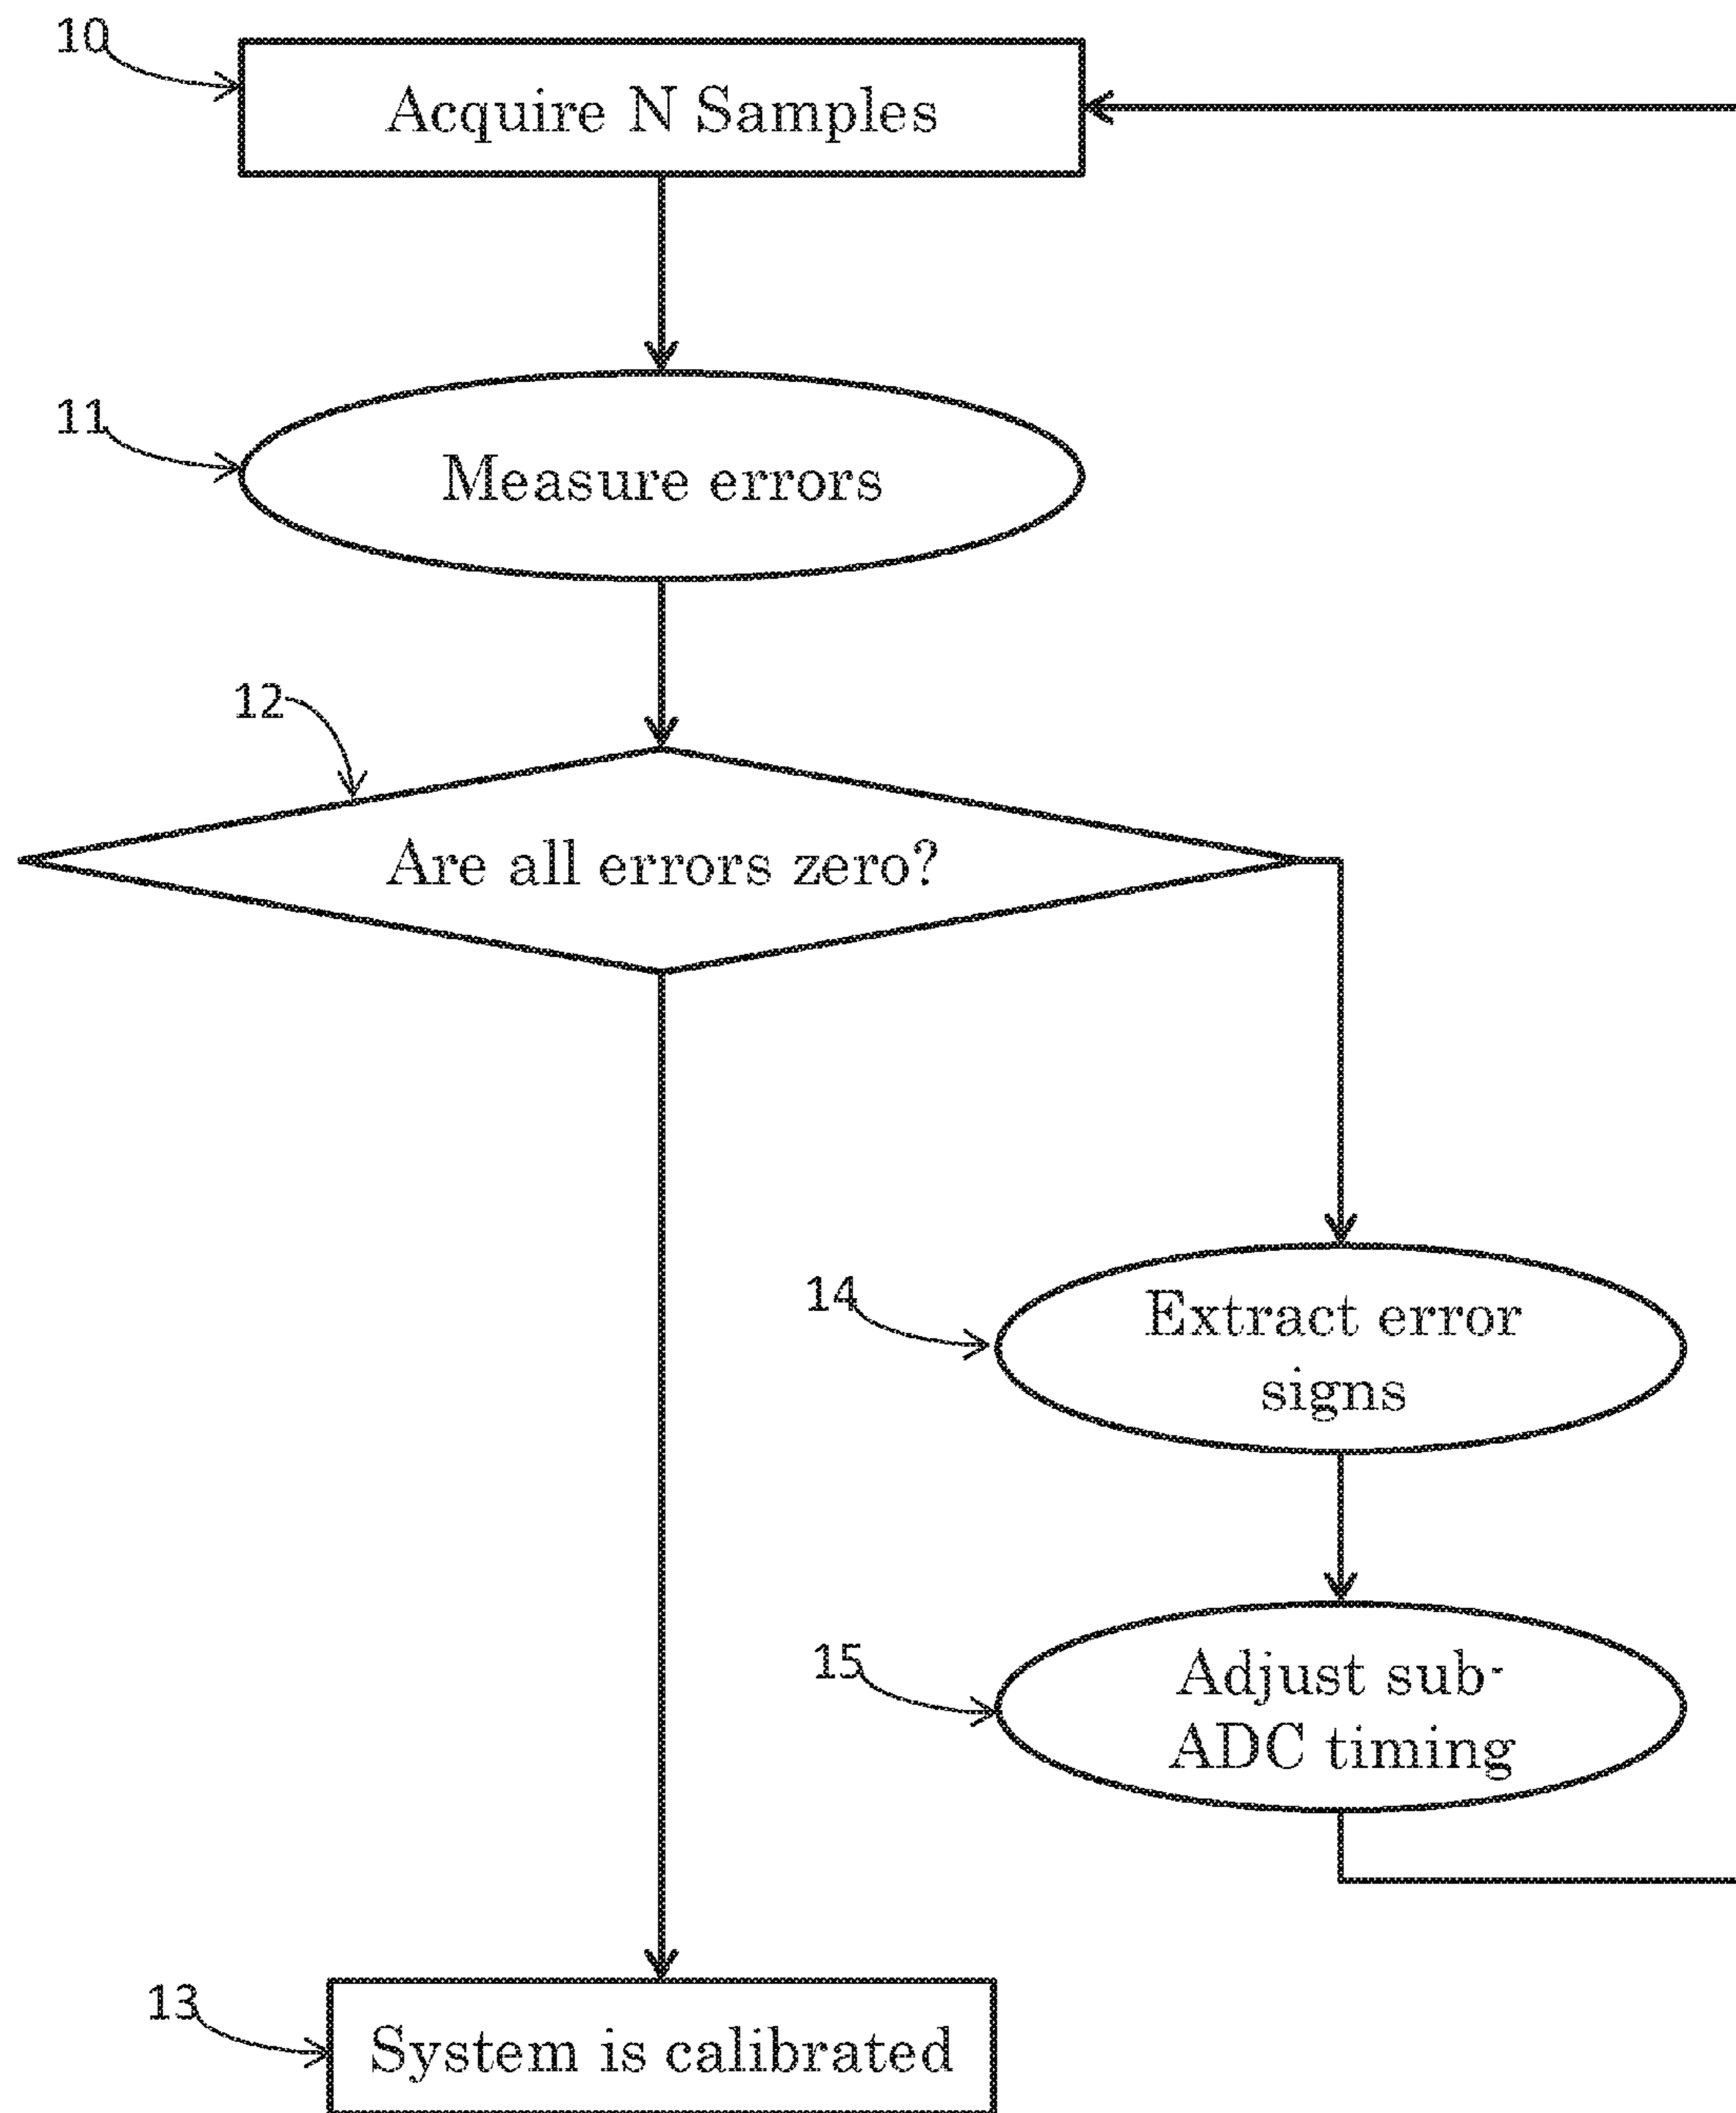 10
Acquire N Samples
11
Measure errors
12
Are all errors zero?
14
Extract error
signs
15
Adjust sub-
ADC timing
13
System is calibrated